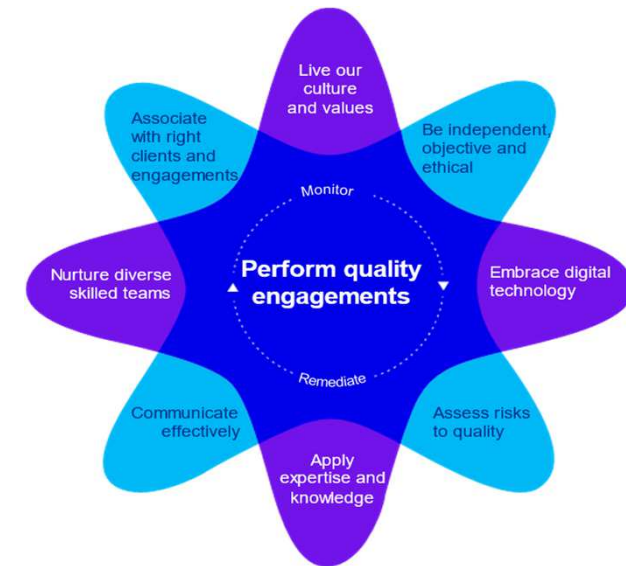 Live our
culture
and values
Associate
with right
clients and
engagements
Be independent,
objective and
ethical
Monitor
Nurture diverse
skilled teams
Perform quality
engagements
Embrace digital
technology
Remediate
Communicate
effectively
Assess risks
to quality
Apply
expertise and
knowledge